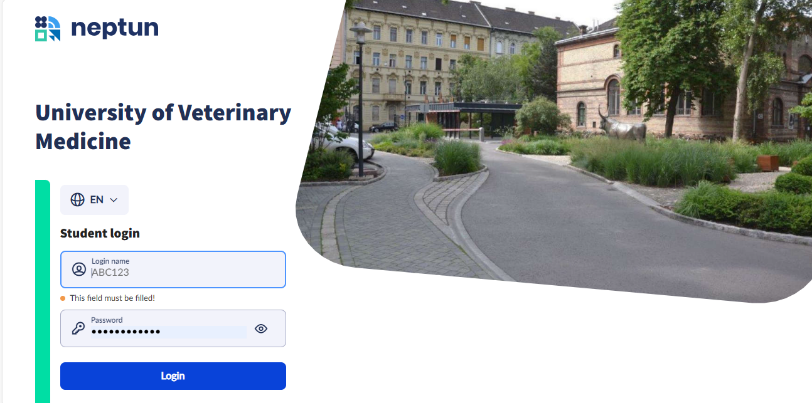 neptun
University of Veterinary
Medicine
EN
Student login
Login name
ABC123
This field must be filled!
Password
••••••••••••
Login